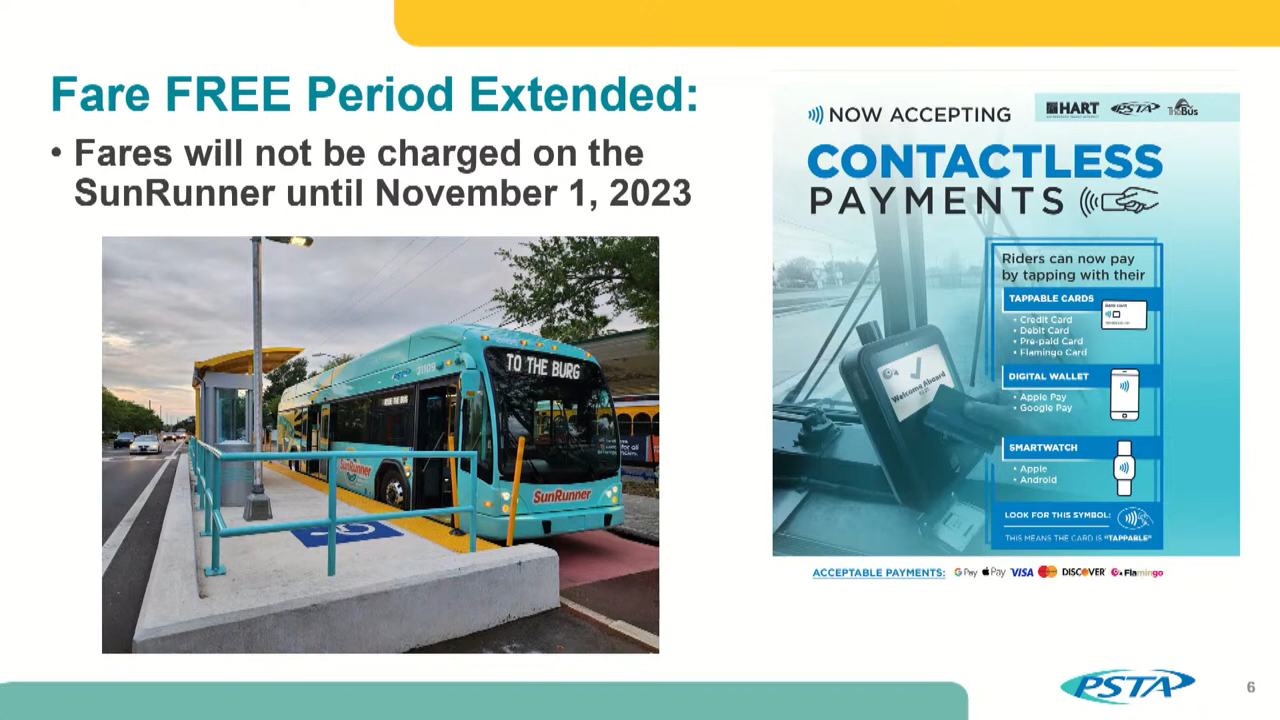 Fare FREE Period Extended:
• Fares will not be charged on the
SunRunner until November 1, 2023
TO THE BURG
21109
PSTA
SunRunner
SunRunner
NOW ACCEPTING
HART
PSTA
TheBus
CONTACTLESS
PAYMENTS
Welcome Aboard
Riders can now pay
by tapping with their
TAPPABLE CARDS
• Credit Card
• Debit Card
• Pre-paid Card
• Flamingo Card
DIGITAL WALLET
• Apple Pay
• Google Pay
SMARTWATCH
• Apple
• Android
LOOK FOR THIS SYMBOL:
THIS MEANS THE CARD IS "TAPPABLE"
ACCEPTABLE PAYMENTS: G Pay Pay VISA DISCOVER Flamingo
PSTA
6